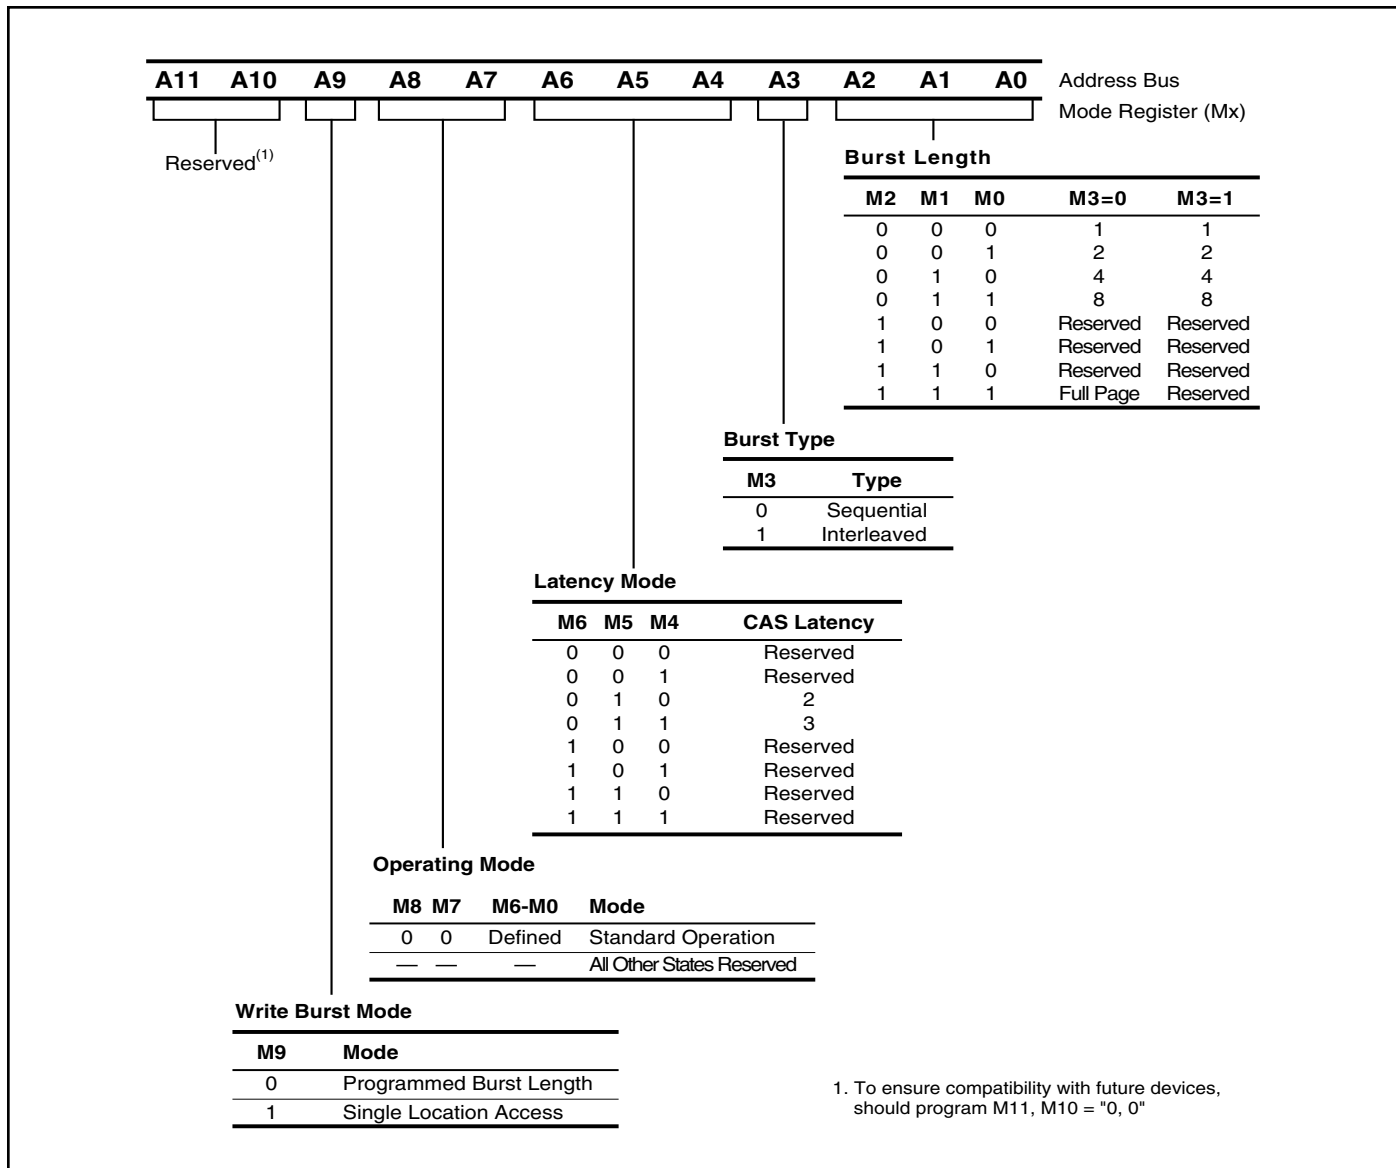 A11 A10 A9 A8 A7 A6 A5 A4 A3 A2 A1 A0 Address Bus
Mode Register (Mx)
Reserved(1)
Burst Length
M2 M1 M0 M3=0 M3=1
0 0 0 1 1
0 0 1 2 2
0 1 0 4 4
0 1 1 8 8
1 0 0 Reserved Reserved
1 0 1 Reserved Reserved
1 1 0 Reserved Reserved
1 1 1 Full Page Reserved
Burst Type
M3 Type
0 Sequential
1 Interleaved
Latency Mode
M6 M5 M4 CAS Latency
0 0 0 Reserved
0 0 1 Reserved
0 1 0 2
0 1 1 3
1 0 0 Reserved
1 0 1 Reserved
1 1 0 Reserved
1 1 1 Reserved
Operating Mode
M8 M7 M6-M0 Mode
0 0 Defined Standard Operation
— — — All Other States Reserved
Write Burst Mode
M9 Mode
0 Programmed Burst Length
1 Single Location Access
1. To ensure compatibility with future devices,
should program M11, M10 = "0, 0"